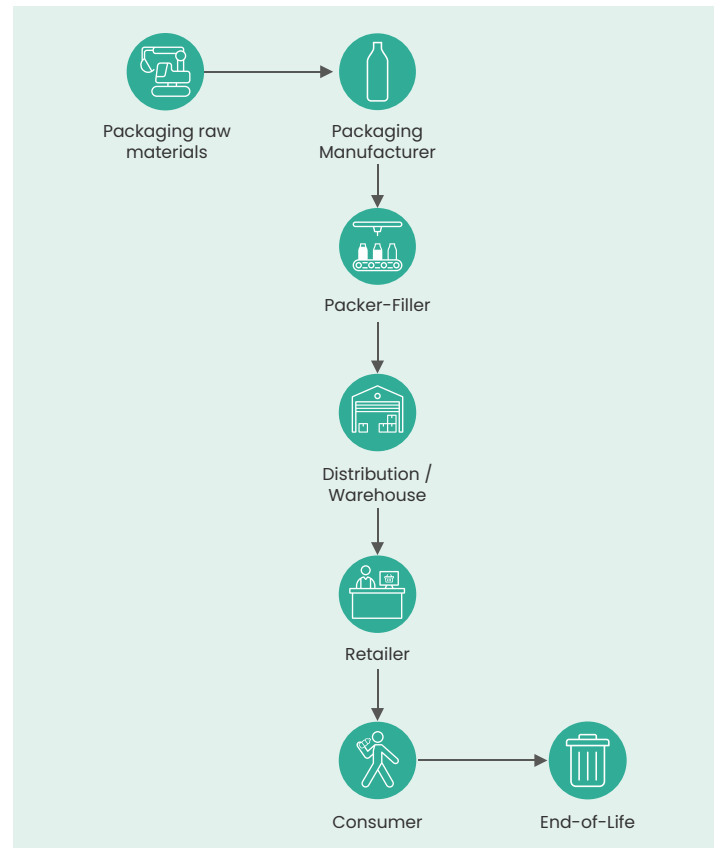 Packaging raw
materials
Packaging
Manufacturer
Packer-Filler
Distribution /
Warehouse
Retailer
Consumer
End-of-Life